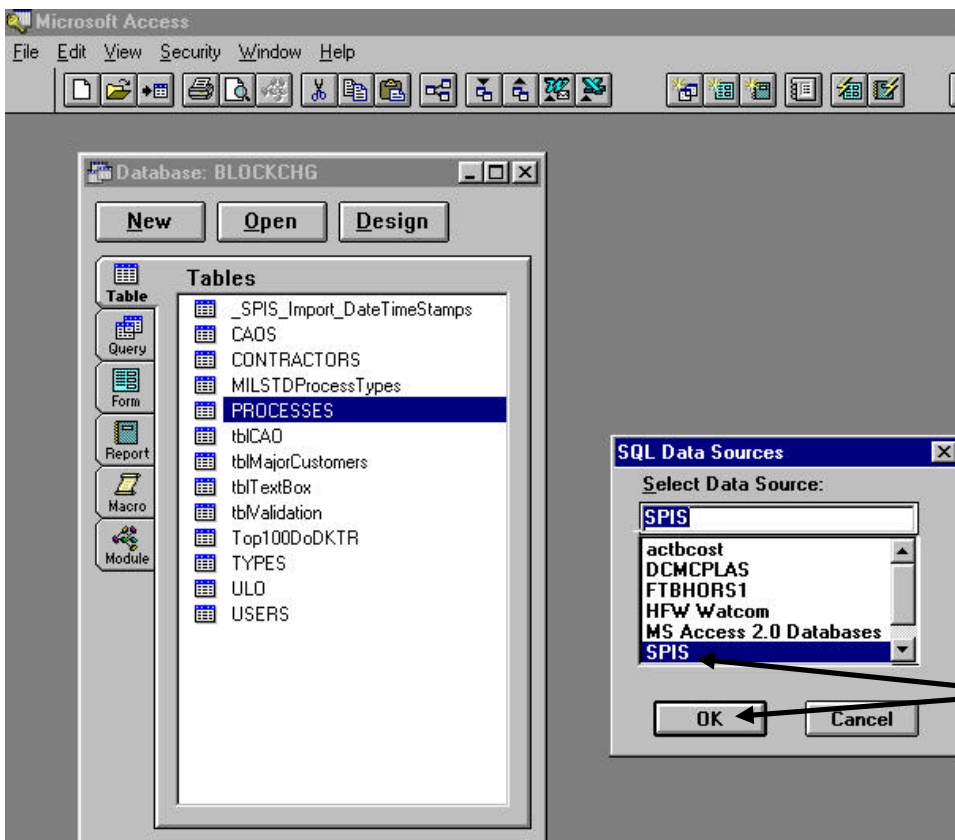 Microsoft Access
File Edit View Security Window Help
Database: BLOCKCHG
New Open Design
Table
Query
Form
Report
Macro
Module
Tables
_SPIS_Import_DateTimeStamps
CAOS
CONTRACTORS
MILSTDProcessTypes
PROCESSES
tblCAO
tblMajorCustomers
tblTextBox
tblValidation
Top100DoDKTR
TYPES
ULO
USERS
SQL Data Sources
Select Data Source:
SPIS
actbcost
DCMCPLAS
FTBHORS1
HFW Watcom
MS Access 2.0 Databases
SPIS
OK Cancel